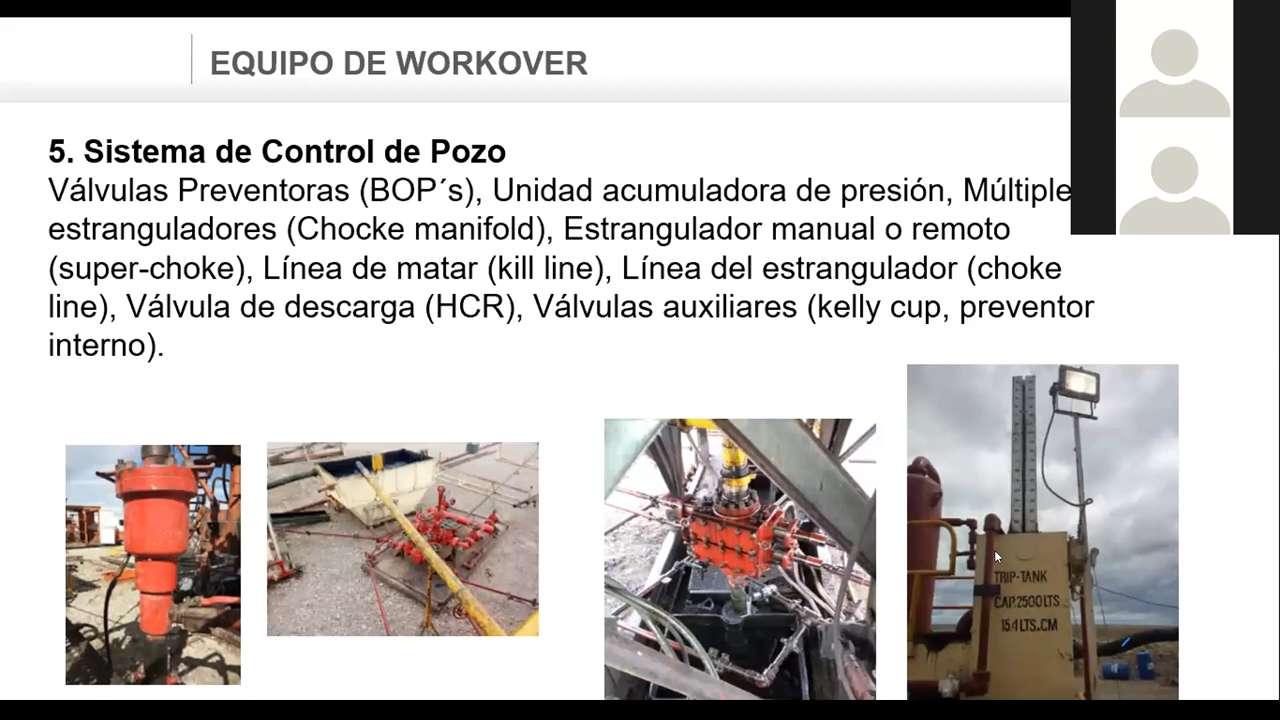 EQUIPO DE WORKOVER
5. Sistema de Control de Pozo
Válvulas Preventoras (BOP´s), Unidad acumuladora de presión, Múltiple
estranguladores (Chocke manifold), Estrangulador manual o remoto
(super-choke), Línea de matar (kill line), Línea del estrangulador (choke
line), Válvula de descarga (HCR), Válvulas auxiliares (kelly cup, preventor
interno).
TRIP-TANK
CAP.2500LTS
15.4 LTS.CM